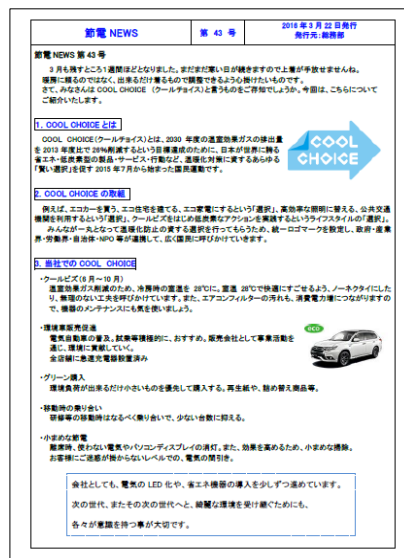 節電 NEWS
第 43 号
2016 年 3 月 22 日発行
発行元：総務部
節電 NEWS 第 43 号
3 月も残すところ1週間ほどとなりました。まだまだ寒い日が続きますので上着が手放せませんね。
暖房に頼るのではなく、出来るだけ着るもので調整できるよう心掛けたいものです。
さて、みなさんは COOL CHOICE （クールチョイス）と言うものをご存知でしょうか。今回は、こちらについて
ご紹介いたします。
1．COOL CHOICE とは
COOL CHOICE（クールチョイス）とは、2030 年度の温室効果ガスの排出量
を 2013 年度比で 26%削減するという目標達成のために、日本が世界に誇る
省エネ・低炭素型の製品・サービス・行動など、温暖化対策に資するあらゆる
「賢い選択」を促す 2015 年7月から始まった国民運動です。
COOL
CHOICE
2．COOL CHOICE の取組
例えば、エコカーを買う、エコ住宅を建てる、エコ家電にするという「選択」、高効率な照明に替える、公共交通
機関を利用するという「選択」、クールビズをはじめ低炭素なアクションを実践するというライフスタイルの「選択」。
みんなが一丸となって温暖化防止の資する選択を行ってもらうため、統一ロゴマークを設定し、政府・産業
界・労働界・自治体・NPO 等が連携して、広く国民に呼びかけていきます。
3．当社での COOL CHOICE
・クールビズ（6 月～10 月）
温室効果ガス削減のため、冷房時の室温を 28℃に。室温 28℃で快適にすごせるよう、ノーネクタイにした
り、無理のない工夫を呼びかけています。また、エアコンフィルターの汚れも、消費電力増につながりますの
で、機器のメンテナンスにも気を使いましょう。
・環境車販売促進
電気自動車の普及。試乗等積極的に、おすすめ。販売会社として事業活動を
通じ、環境に貢献していく。
全店舗に急速充電器設置済み
eco
・グリーン購入
環境負荷が出来るだけ小さいものを優先して購入する。再生紙や、詰め替え商品等。
・移動時の乗り合い
研修等の移動時はなるべく乗り合いで、少ない台数に抑える。
・小まめな節電
離席時、使わない電気やパソコンディスプレイの消灯。また、効果を高めるため、小まめな掃除。
お客様にご迷惑が掛からないレベルでの、電気の間引き。
会社としても、電気の LED 化や、省エネ機器の導入を少しずつ進めています。
次の世代、またその次の世代へと、綺麗な環境を受け継ぐためにも、
各々が意識を持つ事が大切です。